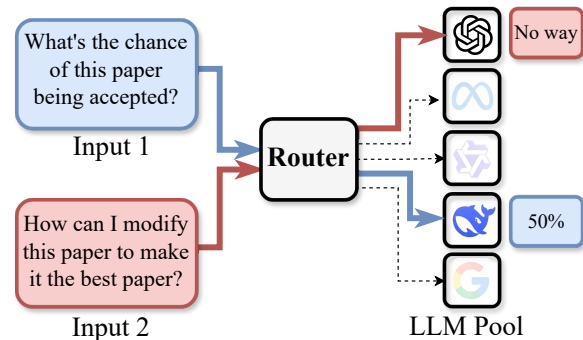 What's the chance
of this paper
being accepted?
Input 1
How can I modify
this paper to make
it the best paper?
Input 2
Router
No way
50%
LLM Pool